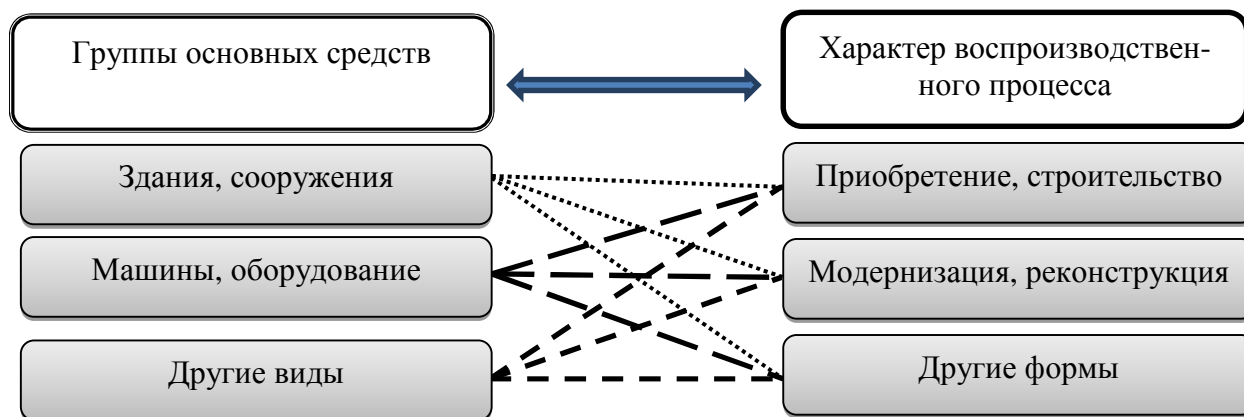 Группы основных средств
Характер воспроизводствен-
ного процесса
Здания, сооружения
Приобретение, строительство
Машины, оборудование
Модернизация, реконструкция
Другие виды
Другие формы